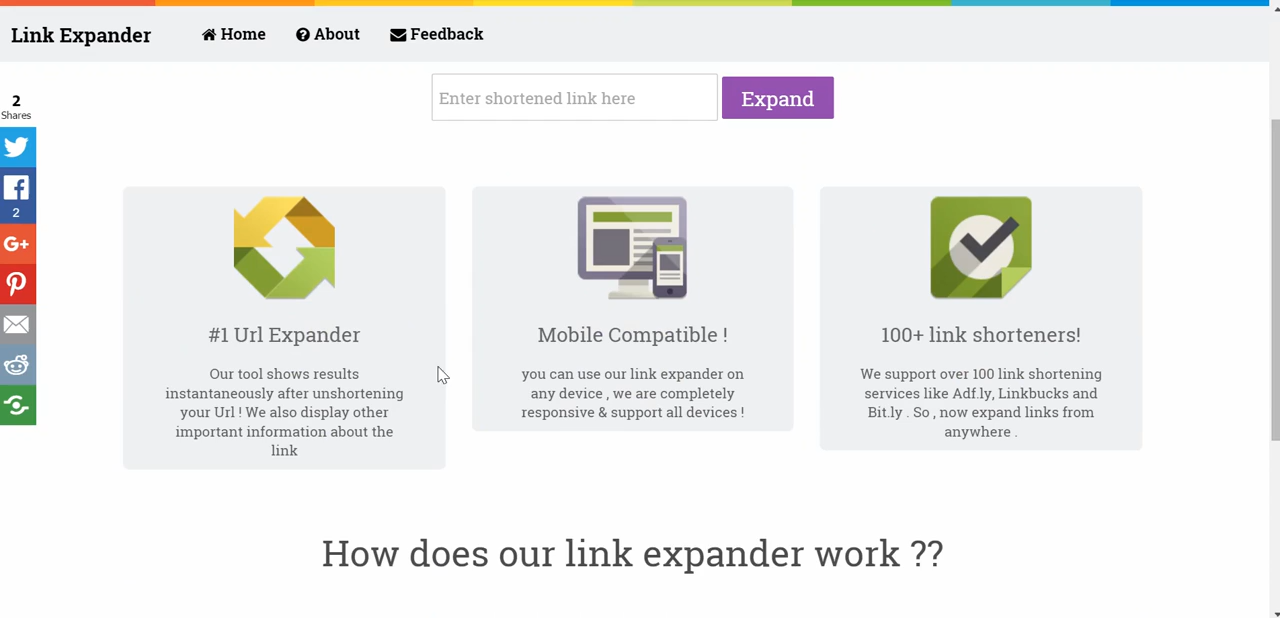 Link Expander Home About Feedback
Enter shortened link here Expand
2
Shares
2
G+
#1 Url Expander
Our tool shows results
instantaneously after unshortening
your Url ! We also display other
important information about the
link
Mobile Compatible !
you can use our link expander on
any device , we are completely
responsive & support all devices !
100+ link shorteners!
We support over 100 link shortening
services like Adf.ly, Linkbucks and
Bit.ly . So , now expand links from
anywhere .
How does our link expander work ??